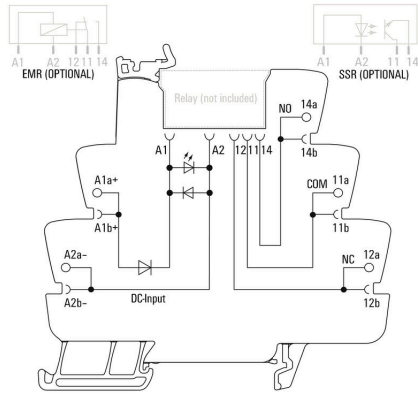 A1 A2 12 11 14
EMR (OPTIONAL)
A1 A2 11 14
SSR (OPTIONAL)
Relay (not included)
NO 14a
14b
A1 A2 12 11 14
A1a+
A1b+
COM 11a
11b
A2a–
A2b–
NC 12a
12b
DC-Input